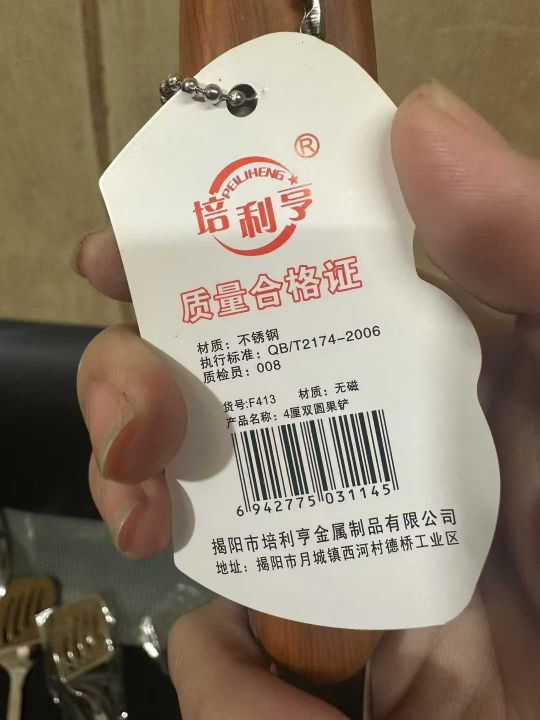 ®
PEILIHENG
培利亨
质量合格证
材质：不锈钢
执行标准：QB/T2174-2006
质检员：008
货号:F413 材质：无磁
产品名称：4厘双圆果铲
6 942775 031145
揭阳市培利亨金属制品有限公司
地址：揭阳市月城镇西河村德桥工业区